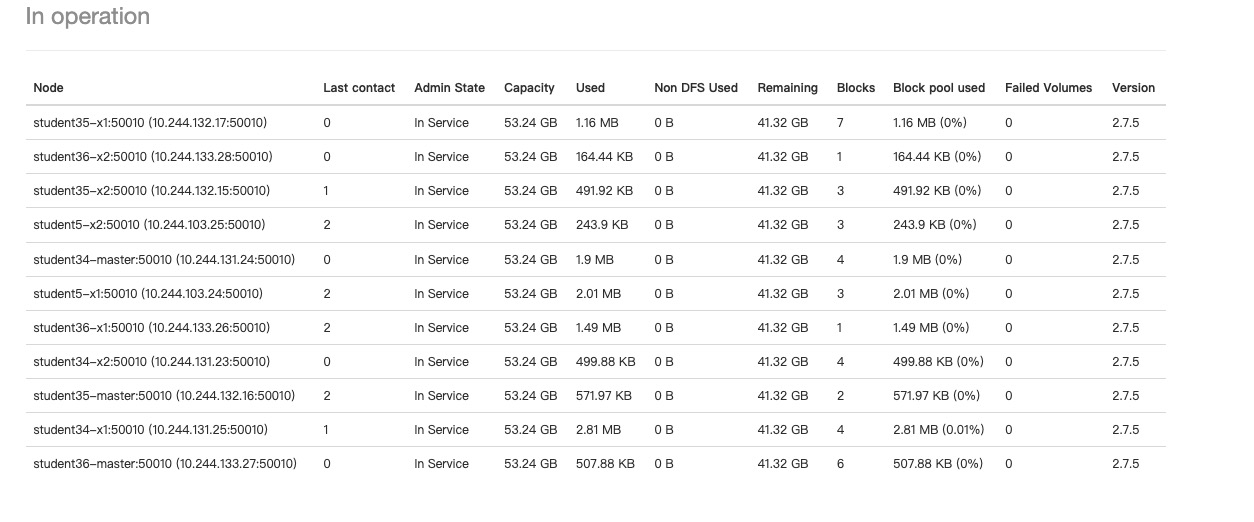 In operation
Node Last contact Admin State Capacity Used Non DFS Used Remaining Blocks Block pool used Failed Volumes Version
student35-x1:50010 (10.244.132.17:50010) 0 In Service 53.24 GB 1.16 MB 0 B 41.32 GB 7 1.16 MB (0%) 0 2.7.5
student36-x2:50010 (10.244.133.28:50010) 0 In Service 53.24 GB 164.44 KB 0 B 41.32 GB 1 164.44 KB (0%) 0 2.7.5
student35-x2:50010 (10.244.132.15:50010) 1 In Service 53.24 GB 491.92 KB 0 B 41.32 GB 3 491.92 KB (0%) 0 2.7.5
student5-x2:50010 (10.244.103.25:50010) 2 In Service 53.24 GB 243.9 KB 0 B 41.32 GB 3 243.9 KB (0%) 0 2.7.5
student34-master:50010 (10.244.131.24:50010) 0 In Service 53.24 GB 1.9 MB 0 B 41.32 GB 4 1.9 MB (0%) 0 2.7.5
student5-x1:50010 (10.244.103.24:50010) 2 In Service 53.24 GB 2.01 MB 0 B 41.32 GB 3 2.01 MB (0%) 0 2.7.5
student36-x1:50010 (10.244.133.26:50010) 2 In Service 53.24 GB 1.49 MB 0 B 41.32 GB 1 1.49 MB (0%) 0 2.7.5
student34-x2:50010 (10.244.131.23:50010) 0 In Service 53.24 GB 499.88 KB 0 B 41.32 GB 4 499.88 KB (0%) 0 2.7.5
student35-master:50010 (10.244.132.16:50010) 2 In Service 53.24 GB 571.97 KB 0 B 41.32 GB 2 571.97 KB (0%) 0 2.7.5
student34-x1:50010 (10.244.131.25:50010) 1 In Service 53.24 GB 2.81 MB 0 B 41.32 GB 4 2.81 MB (0.01%) 0 2.7.5
student36-master:50010 (10.244.133.27:50010) 0 In Service 53.24 GB 507.88 KB 0 B 41.32 GB 6 507.88 KB (0%) 0 2.7.5